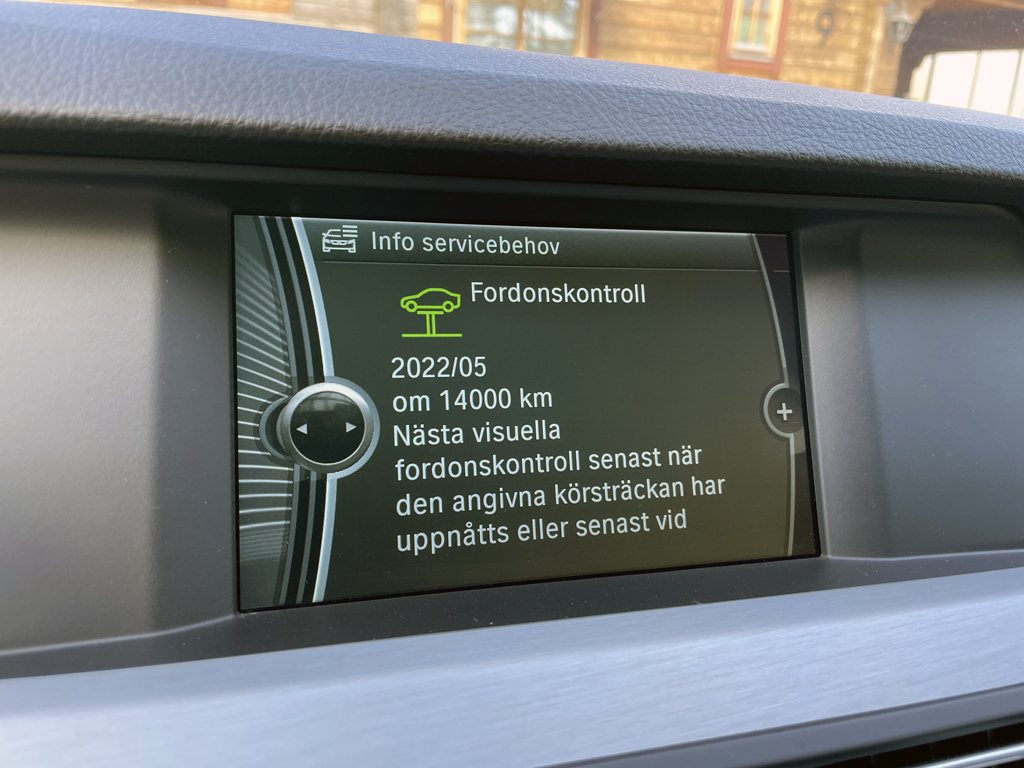 Info servicebehov
Fordonskontroll
2022/05
om 14000 km
Nästa visuella
fordonskontroll senast när
den angivna körsträckan har
uppnåtts eller senast vid
9